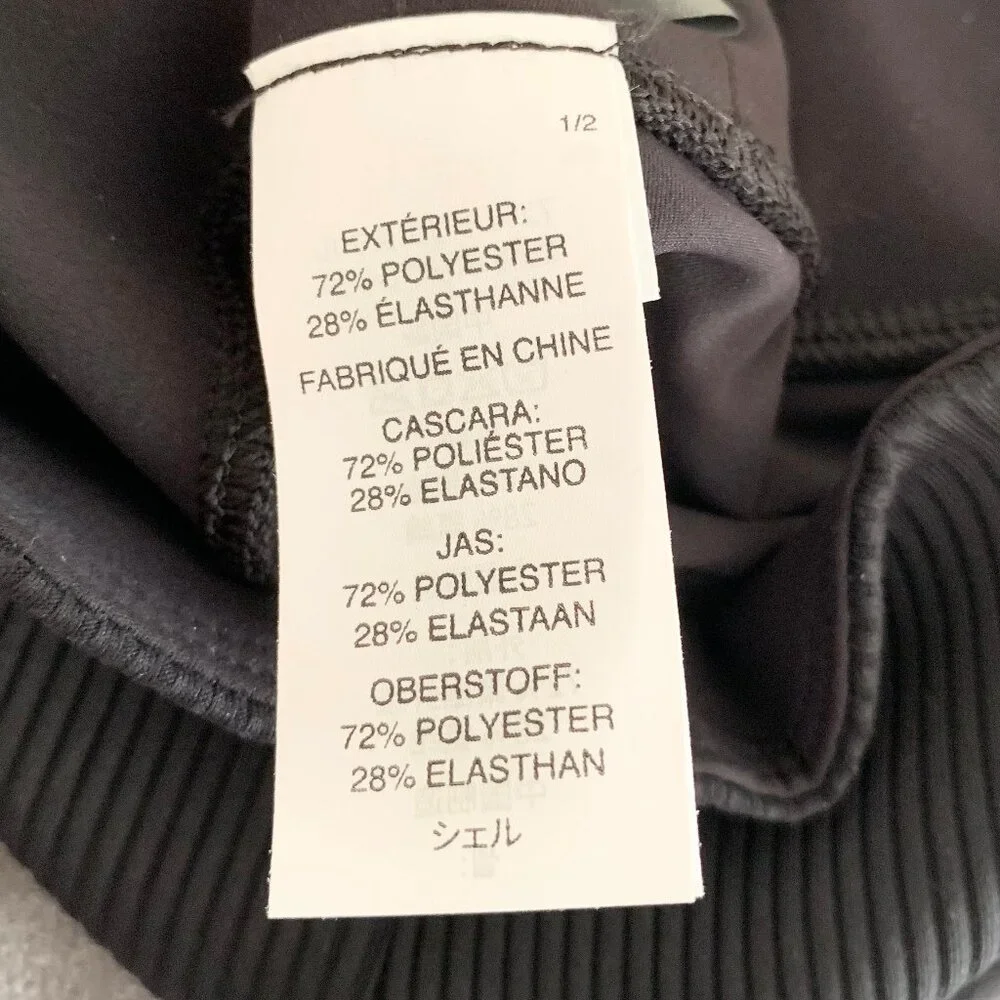 1/2
EXTÉRIEUR:
72% POLYESTER
28% ÉLASTHANNE
FABRIQUÉ EN CHINE
CASCARA:
72% POLIÉSTER
28% ELASTANO
JAS:
72% POLYESTER
28% ELASTAAN
OBERSTOFF:
72% POLYESTER
28% ELASTHAN
シェル